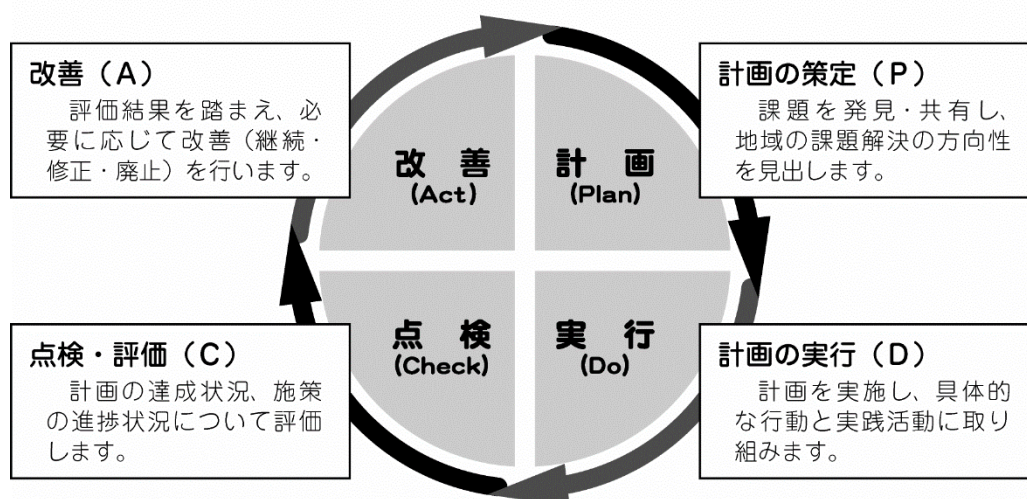 改善（A）
評価結果を踏まえ、必
要に応じて改善（継続・
修正・廃止）を行います。
計画の策定（P）
課題を発見・共有し、
地域の課題解決の方向性
を見出します。
改 善
(Act)
計 画
(Plan)
点 検
(Check)
実 行
(Do)
点検・評価（C）
計画の達成状況、施策
の進捗状況について評価
します。
計画の実行（D）
計画を実施し、具体的
な行動と実践活動に取り
組みます。